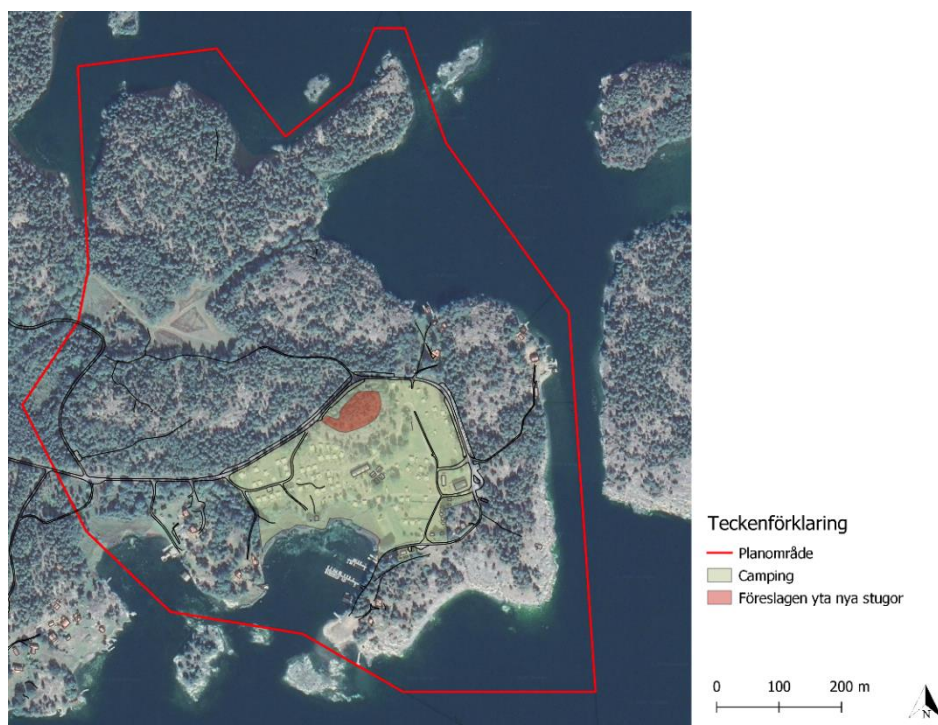 Teckenförklaring
Planområde
Camping
Föreslagen yta nya stugor
0 100 200 m
N